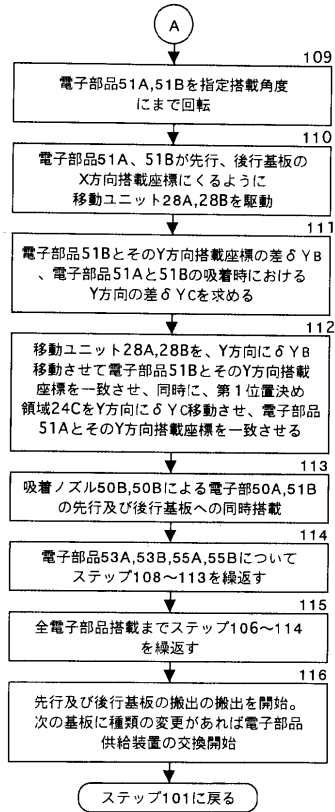 A
109
電子部品51A,51Bを指定搭載角度
にまで回転
110
電子部品51A、51Bが先行、後行基板の
X方向搭載座標にくるように
移動ユニット28A,28Bを駆動
111
電子部品51BとそのY方向搭載座標の差δYB
、電子部品51Aと51Bの吸着時における
Y方向の差δYCを求める
112
移動ユニット28A,28Bを、Y方向にδYB
移動させて電子部品51BとそのY方向搭載
座標を一致させ、同時に、第1位置決め
領域24CをY方向にδYC移動させ、電子部品
51AとそのY方向搭載座標を一致させる
113
吸着ノズル50B,50Bによる電子部50A,51B
の先行及び後行基板への同時搭載
114
電子部品53A,53B,55A,55Bについて
ステップ108〜113を繰返す
115
全電子部品搭載までステップ106〜114
を繰返す
116
先行及び後行基板の搬出の搬出を開始。
次の基板に種類の変更があれば電子部品
供給装置の交換開始
ステップ101に戻る